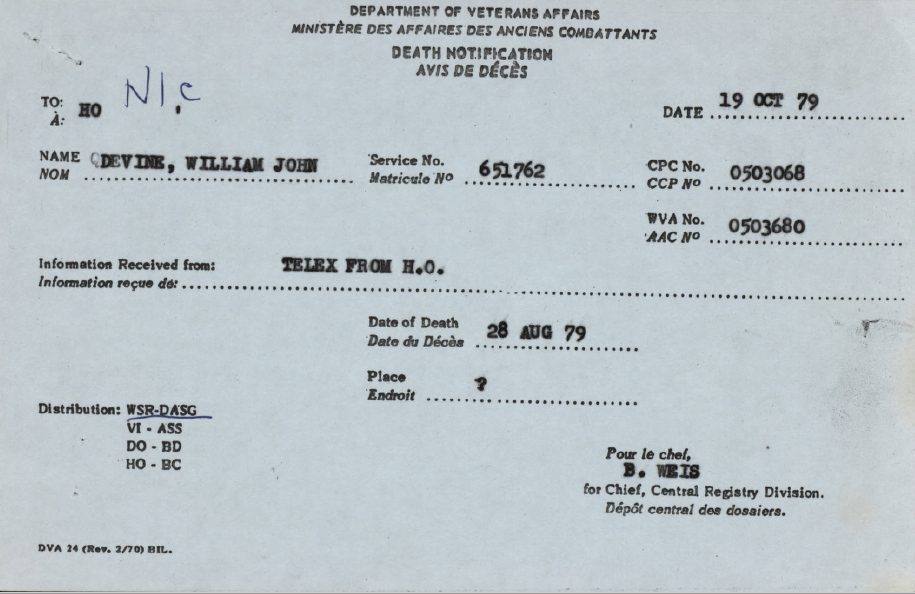 DEPARTMENT OF VETERANS AFFAIRS
MINISTÈRE DES AFFAIRES DES ANCIENS COMBATTANTS
DEATH NOTIFICATION
AVIS DE DÉCÈS
TO: HO N I C
À:
DATE 19 OCT 79
NAME DEVINE, WILLIAM JOHN Service No. 651762 CPC No. 0503068
NOM Matricule Nº CCP Nº
WVA No. 0503680
AAC Nº
Information Received from: TELEX FROM H.O.
Information reçue de:
Date of Death 28 AUG 79
Date du Décès
Place ?
Endroit
Distribution: WSR-DASG
VI - ASS
DO - BD
HO - BC
Pour le chef,
B. WEIS
for Chief, Central Registry Division.
Dépôt central des dosaiers.
DVA 24 (Rev. 2/70) BIL.